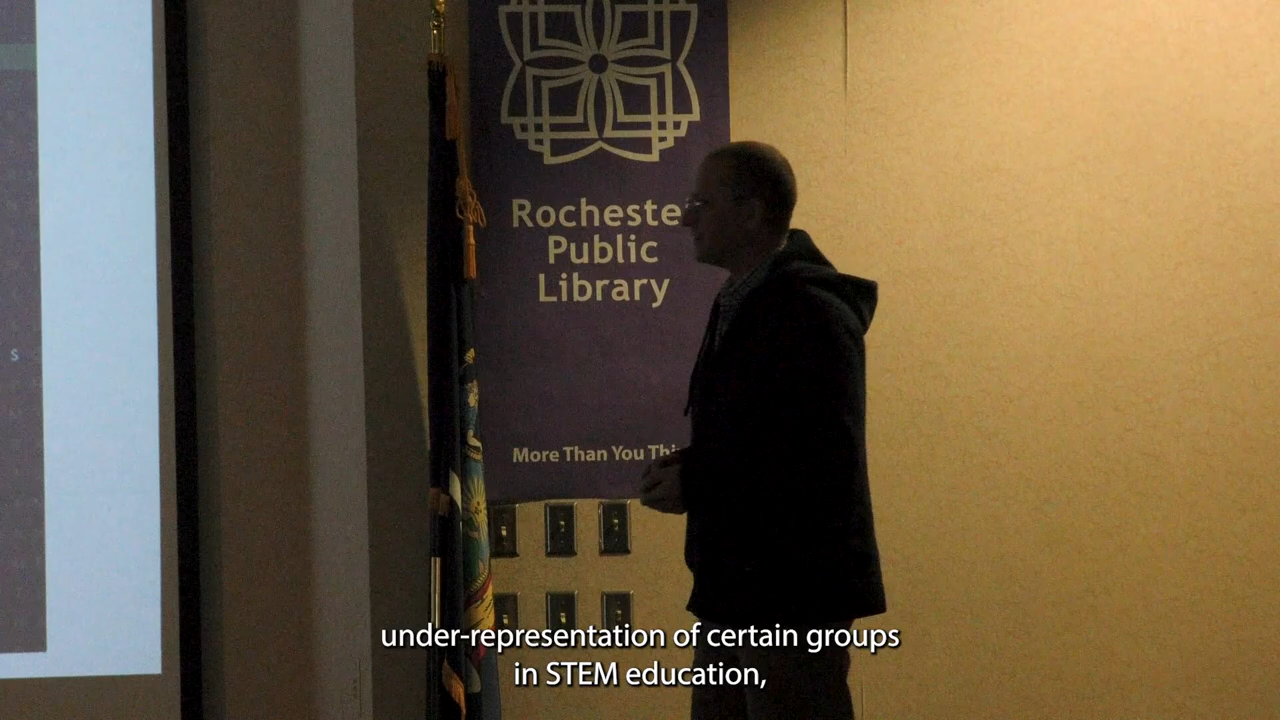 s
Rocheste
Public
Library
More Than You Thi
under-representation of certain groups
in STEM education,